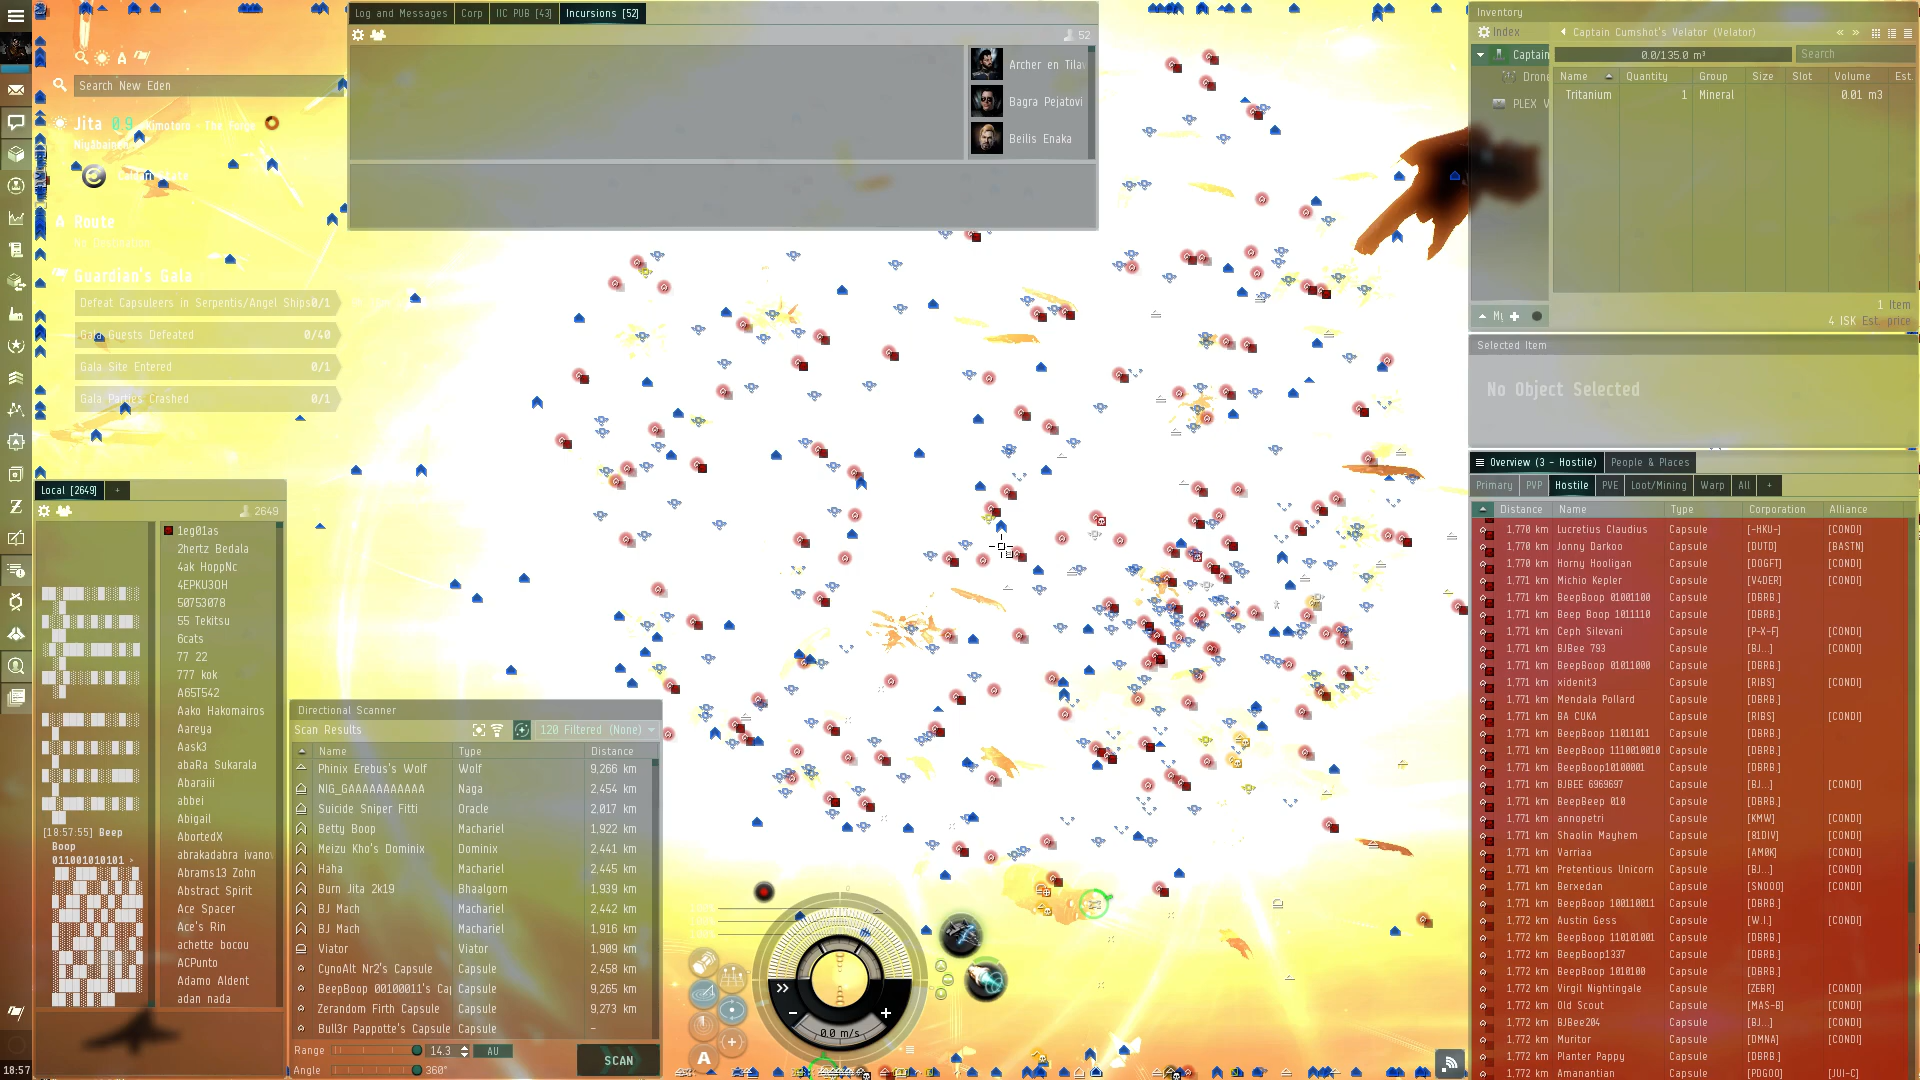 Log and Messages
Corp
IIC PUB [43]
Incursions [52]
52
Archer en Tila
Bagra Pejatovi
Beilis Enaka
Search New Eden
Jita 0.9
Kimotoro - The Forge
Route
No Destination
Guardian's Gala
Defeat Capsuleers in Serpentis/Angel Ships 0/1
Gala Guests Defeated 0/40
Gala Site Entered 0/1
Gala Parties Crashed 0/1
Local [2649]
+
2649
1eg01as
2hertz Bedala
4ak HoppNc
4EPKU3OH
50753078
55 Tekitsu
6cats
77 22
777 kok
A65T542
Aako Hakomairos
Aareya
Aask3
abaRa Sukarala
Abaraiii
abbei
Abigail
AbortedX
abrakadabra ivanov
Abrams13 Zohn
Abstract Spirit
Ace Spacer
Ace's Rin
achette bocou
ACPunto
Adamo Aldent
adan nada
[18:57:55] Beep
Boop
011001010101 >
18:57
Directional Scanner
Scan Results
120 Filtered (None)
Name Type Distance
Phinix Erebus's Wolf Wolf 9,266 km
NIG_GAAAAAAAAAAA Naga 2,454 km
Suicide Sniper Fitti Oracle 2,017 km
Betty Boop Machariel 1,922 km
Meizu Kho's Dominix Dominix 2,441 km
Haha Machariel 2,445 km
Burn Jita 2k19 Bhaalgorn 1,939 km
BJ Mach Machariel 2,442 km
BJ Mach Machariel 1,916 km
Viator Viator 1,909 km
CynoAlt Nr2's Capsule Capsule 2,458 km
BeepBoop 00100011's Cap Capsule 9,265 km
Zerandom Firth Capsule Capsule 9,273 km
Bull3r Pappotte's Capsule Capsule –
Range 14.3 AU
Angle 360°
SCAN
0.0 m/s
A
Inventory
Index
Captain Cumshot's Velator (Velator)
Captain
0.0/135.0 m³
Search
Drone
PLEX V
Name Quantity Group Size Slot Volume Est.
Tritanium 1 Mineral 0.01 m3
1 Item
4 ISK Est. price
Selected Item
No Object Selected
Overview (3 - Hostile)
People & Places
Primary PVP Hostile PVE Loot/Mining Warp All +
Distance Name Type Corporation Alliance
1,770 km Lucretius Claudius Capsule [-HKU-] [CONDI]
1,770 km Jonny Darkoo Capsule [DUTD] [BASTN]
1,770 km Horny Hooligan Capsule [DOGFT] [CONDI]
1,771 km Michio Kepler Capsule [V4DER] [CONDI]
1,771 km BeepBoop 01001100 Capsule [DBRB.]
1,771 km Beep Boop 1011110 Capsule [DBRB.]
1,771 km Ceph Silevani Capsule [P-X-F] [CONDI]
1,771 km BJBee 793 Capsule [BJ...] [CONDI]
1,771 km BeepBoop 01011000 Capsule [DBRB.]
1,771 km xidenit3 Capsule [RIBS] [CONDI]
1,771 km Mendala Pollard Capsule [DBRB.]
1,771 km BA CUKA Capsule [RIBS] [CONDI]
1,771 km BeepBoop 11011011 Capsule [DBRB.]
1,771 km BeepBoop 1110010010 Capsule [DBRB.]
1,771 km BeepBoop10100001 Capsule [DBRB.]
1,771 km BJBEE 6969697 Capsule [BJ...] [CONDI]
1,771 km BeepBeep 010 Capsule [DBRB.]
1,771 km annopetri Capsule [KMW] [CONDI]
1,771 km Shaolin Mayhem Capsule [81DIV] [CONDI]
1,771 km Varriaa Capsule [AM0K] [CONDI]
1,771 km Pretentious Unicorn Capsule [BJ...] [CONDI]
1,771 km Berxedan Capsule [SNOOO] [CONDI]
1,771 km BeepBoop 100110011 Capsule [DBRB.]
1,772 km Austin Gess Capsule [W.I.] [CONDI]
1,772 km BeepBoop 110101001 Capsule [DBRB.]
1,772 km BeepBoop1337 Capsule [DBRB.]
1,772 km BeepBoop 1010100 Capsule [DBRB.]
1,772 km Virgil Nightingale Capsule [ZEBR] [CONDI]
1,772 km Old Scout Capsule [MAS-B] [CONDI]
1,772 km BJBee204 Capsule [BJ...] [CONDI]
1,772 km Muritor Capsule [DMNA] [CONDI]
1,772 km Planter Pappy Capsule [DBRB.]
1,772 km Amanantian Capsule [PDGOO] [JUI-C]